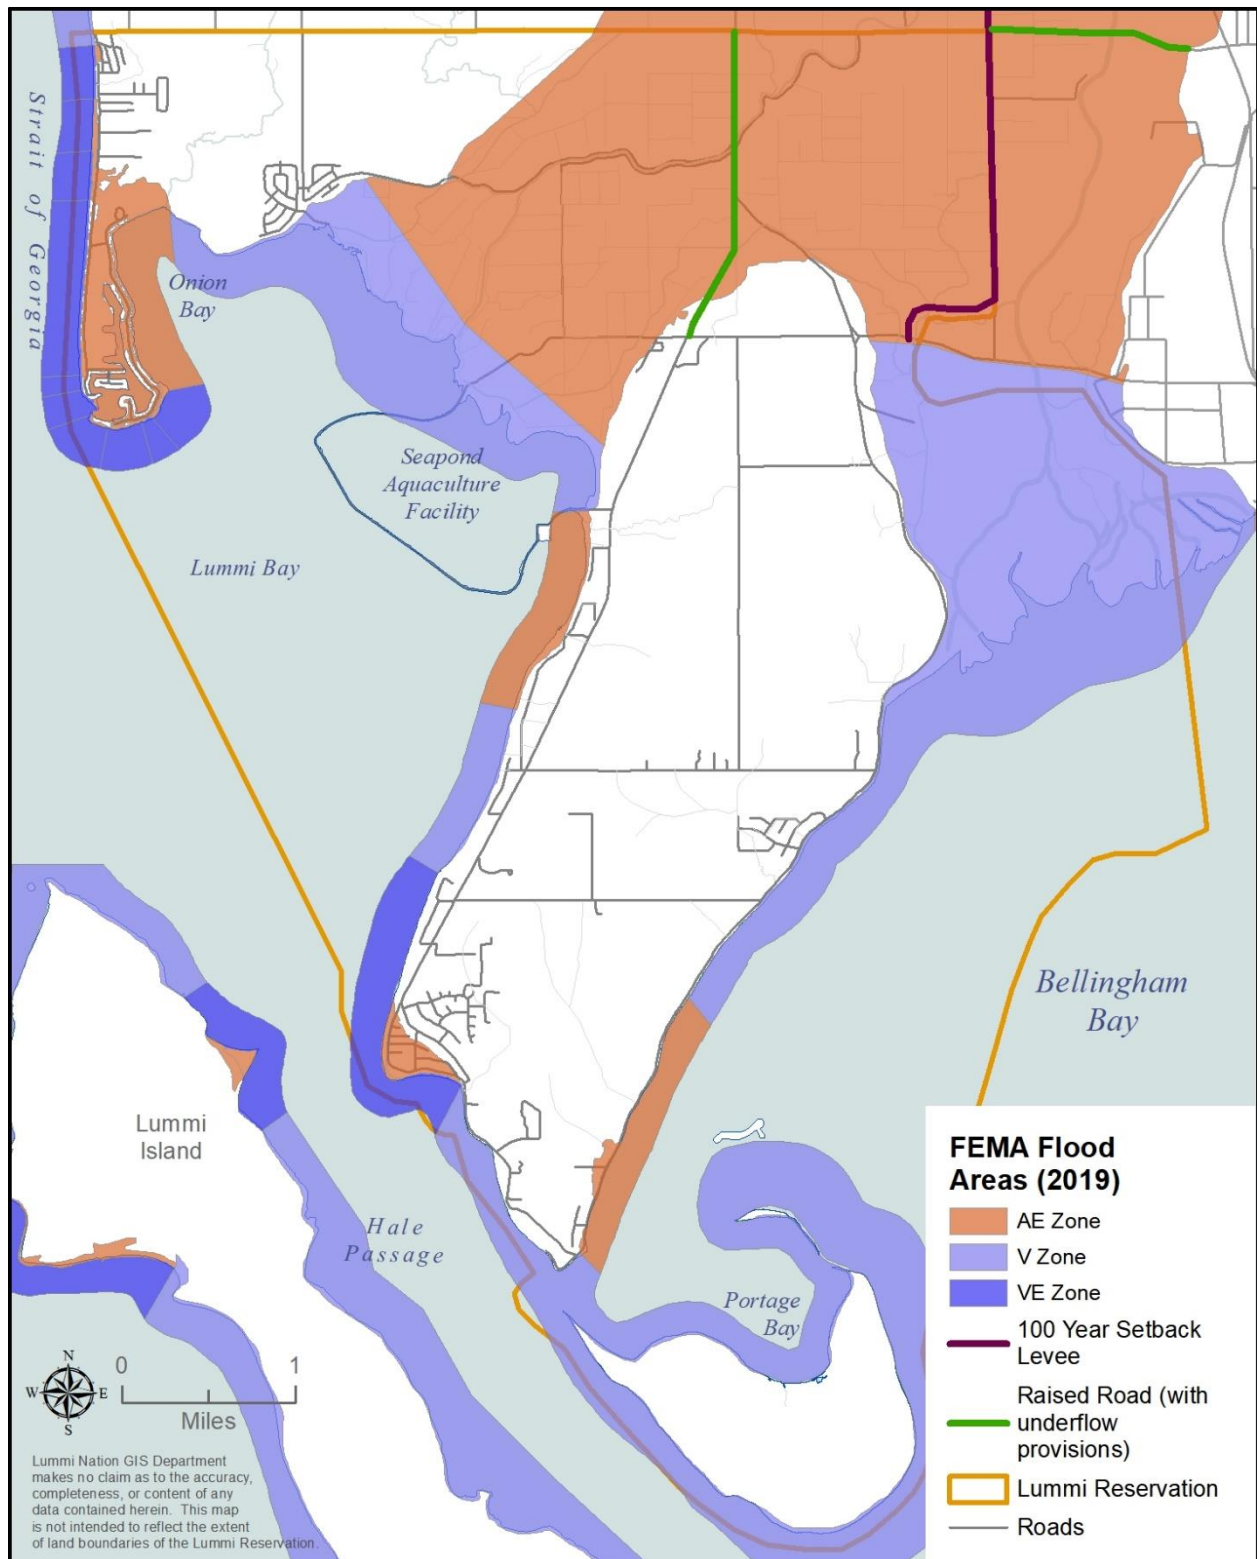 Strait of Georgia
Onion
Bay
Seapond
Aquaculture
Facility
Lummi Bay
Bellingham
Bay
Lummi
Island
Hale
Passage
Portage
Bay
FEMA Flood
Areas (2019)
AE Zone
V Zone
VE Zone
100 Year Setback
Levee
Raised Road (with
underflow
provisions)
Lummi Reservation
Roads
N
W E
S
0 1
Miles
Lummi Nation GIS Department
makes no claim as to the accuracy,
completeness, or content of any
data contained herein. This map
is not intended to reflect the extent
of land boundaries of the Lummi Reservation.